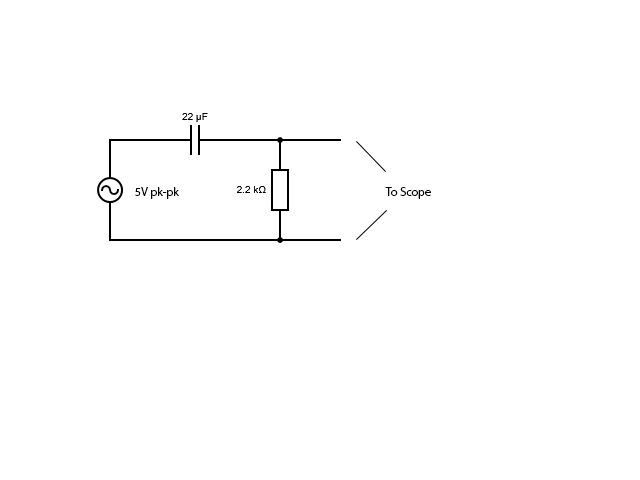 22 µF
2.2 kΩ
5V pk-pk
To Scope